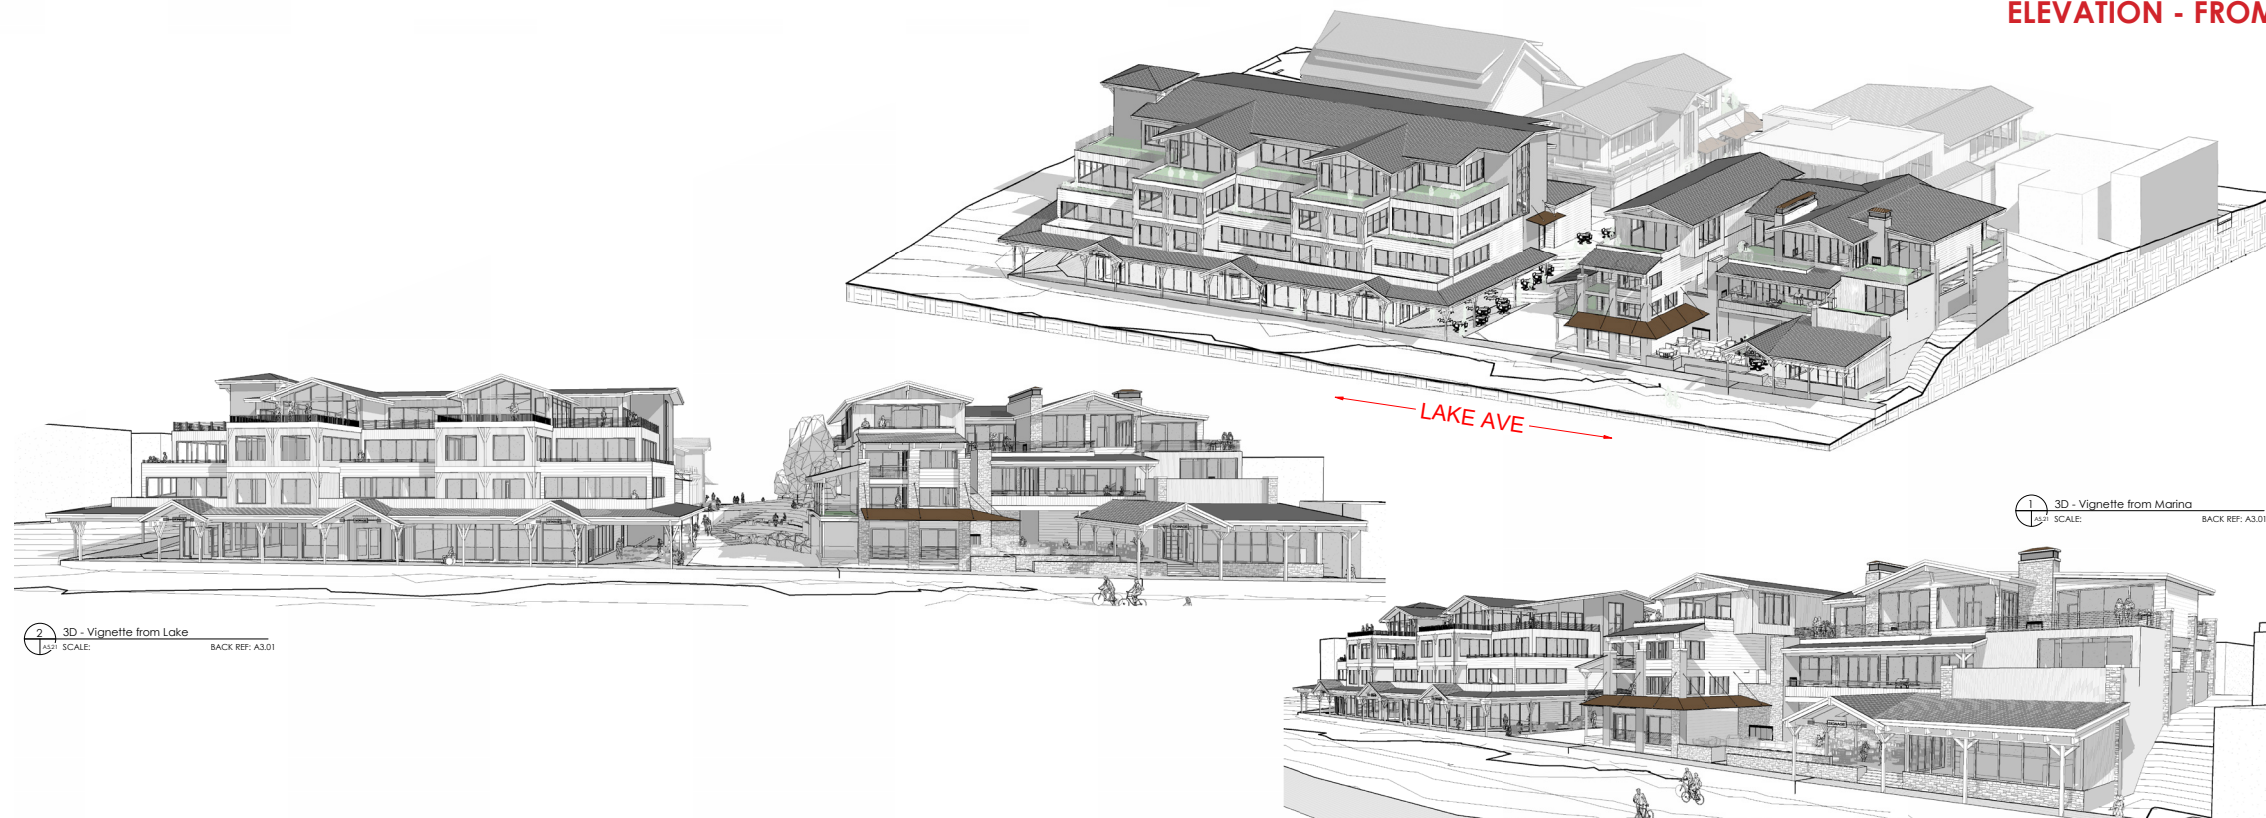 ELEVATION - FROM
LAKE AVE
1
A5.21
3D - Vignette from Marina
SCALE:
BACK REF: A3.01
2
A5.21
3D - Vignette from Lake
SCALE:
BACK REF: A3.01